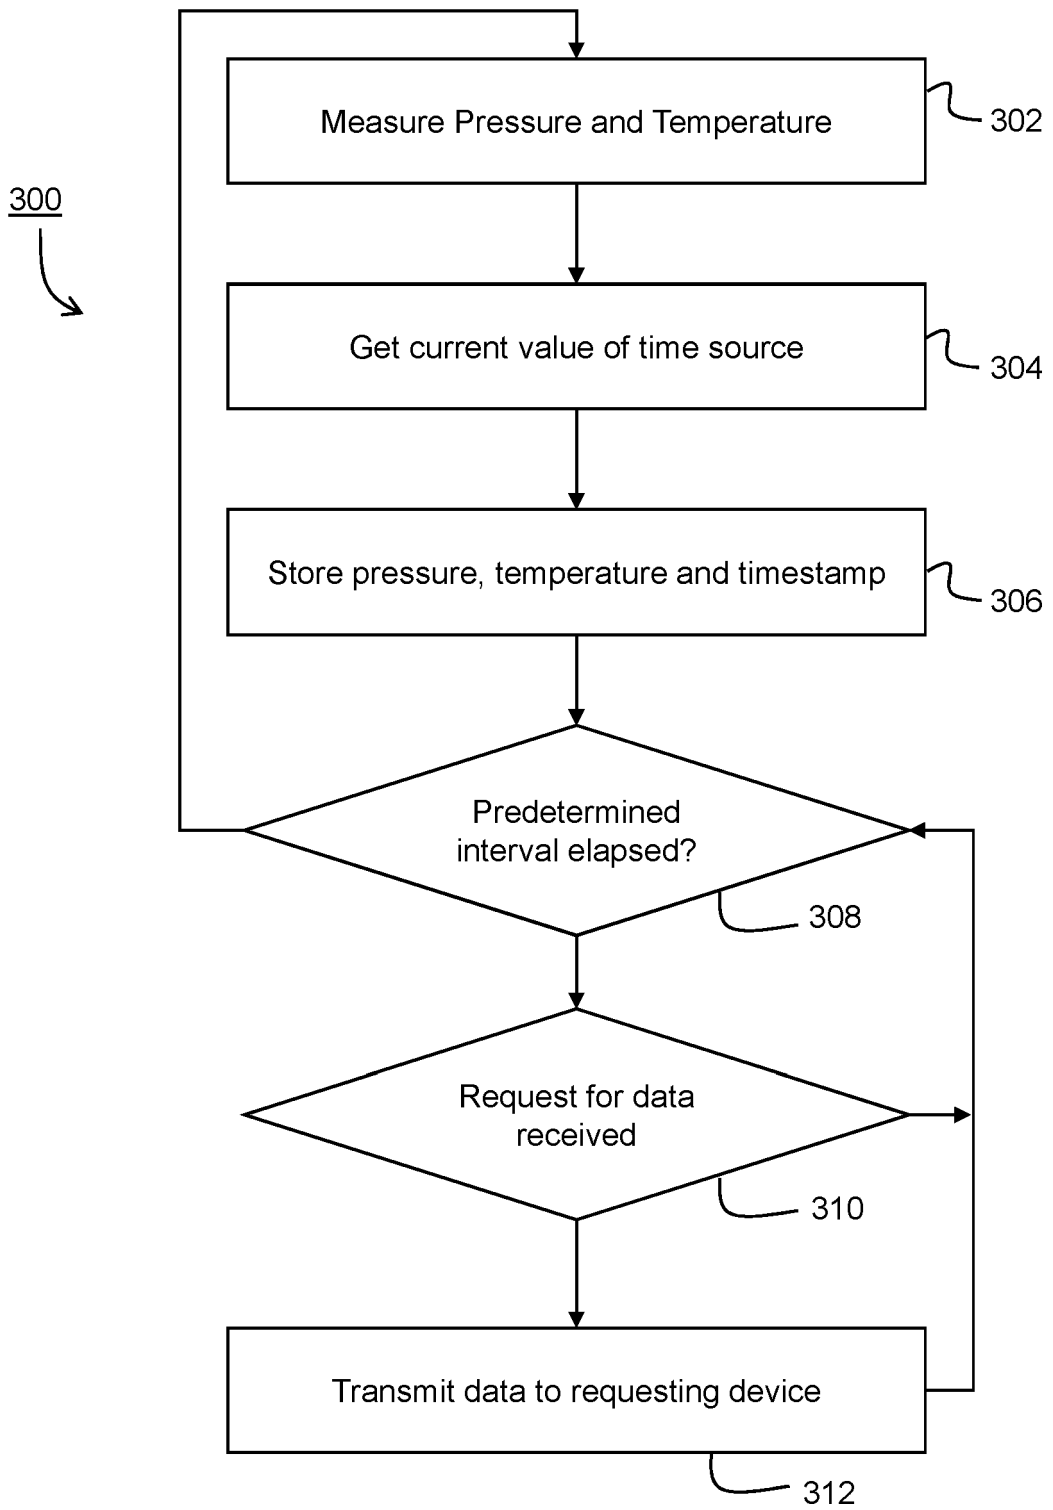 Measure Pressure and Temperature
302
300
Get current value of time source
304
Store pressure, temperature and timestamp
306
Predetermined
interval elapsed?
308
Request for data
received
310
Transmit data to requesting device
312